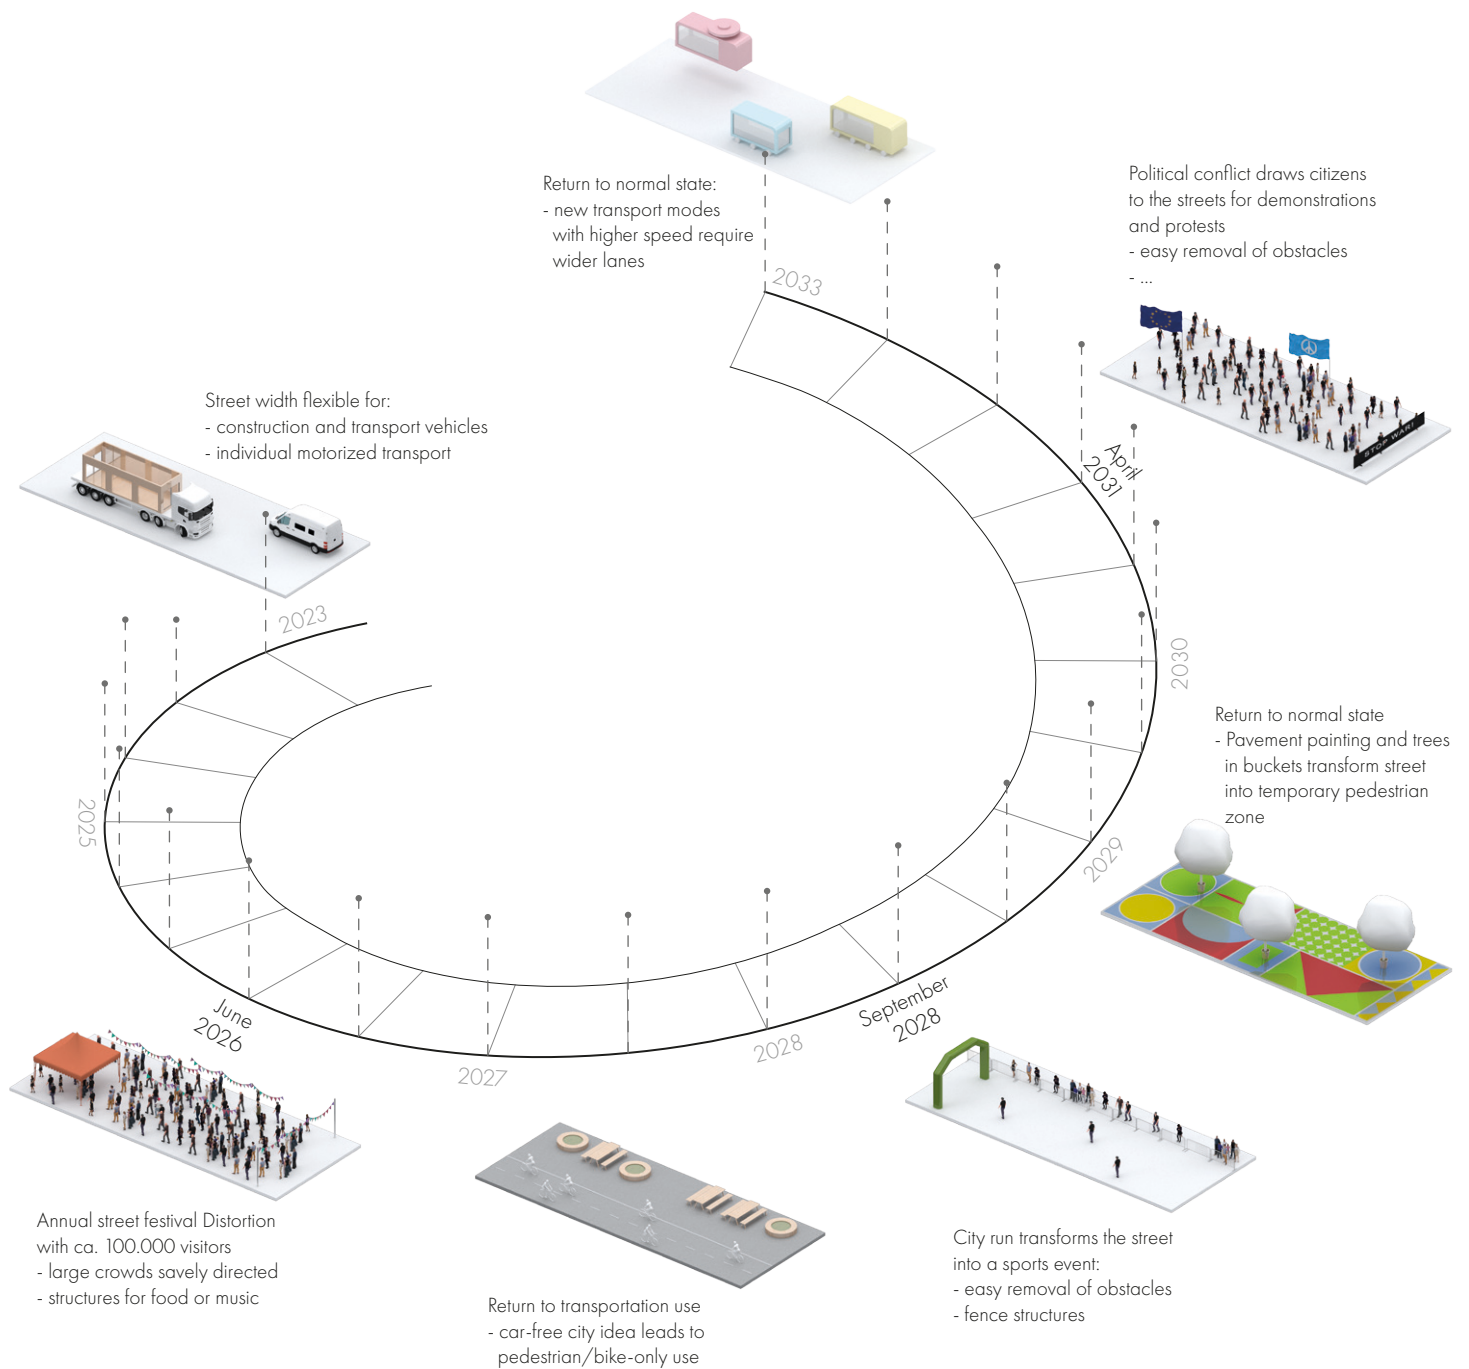 Return to normal state:
- new transport modes
with higher speed require
wider lanes
Political conflict draws citizens
to the streets for demonstrations
and protests
- easy removal of obstacles
- ...
STOP WAR!
2033
Street width flexible for:
- construction and transport vehicles
- individual motorized transport
April
2031
2023
2030
Return to normal state
- Pavement painting and trees
in buckets transform street
into temporary pedestrian
zone
2025
2029
June
2026
September
2028
2028
2027
Annual street festival Distortion
with ca. 100.000 visitors
- large crowds savely directed
- structures for food or music
Return to transportation use
- car-free city idea leads to
pedestrian/bike-only use
City run transforms the street
into a sports event:
- easy removal of obstacles
- fence structures